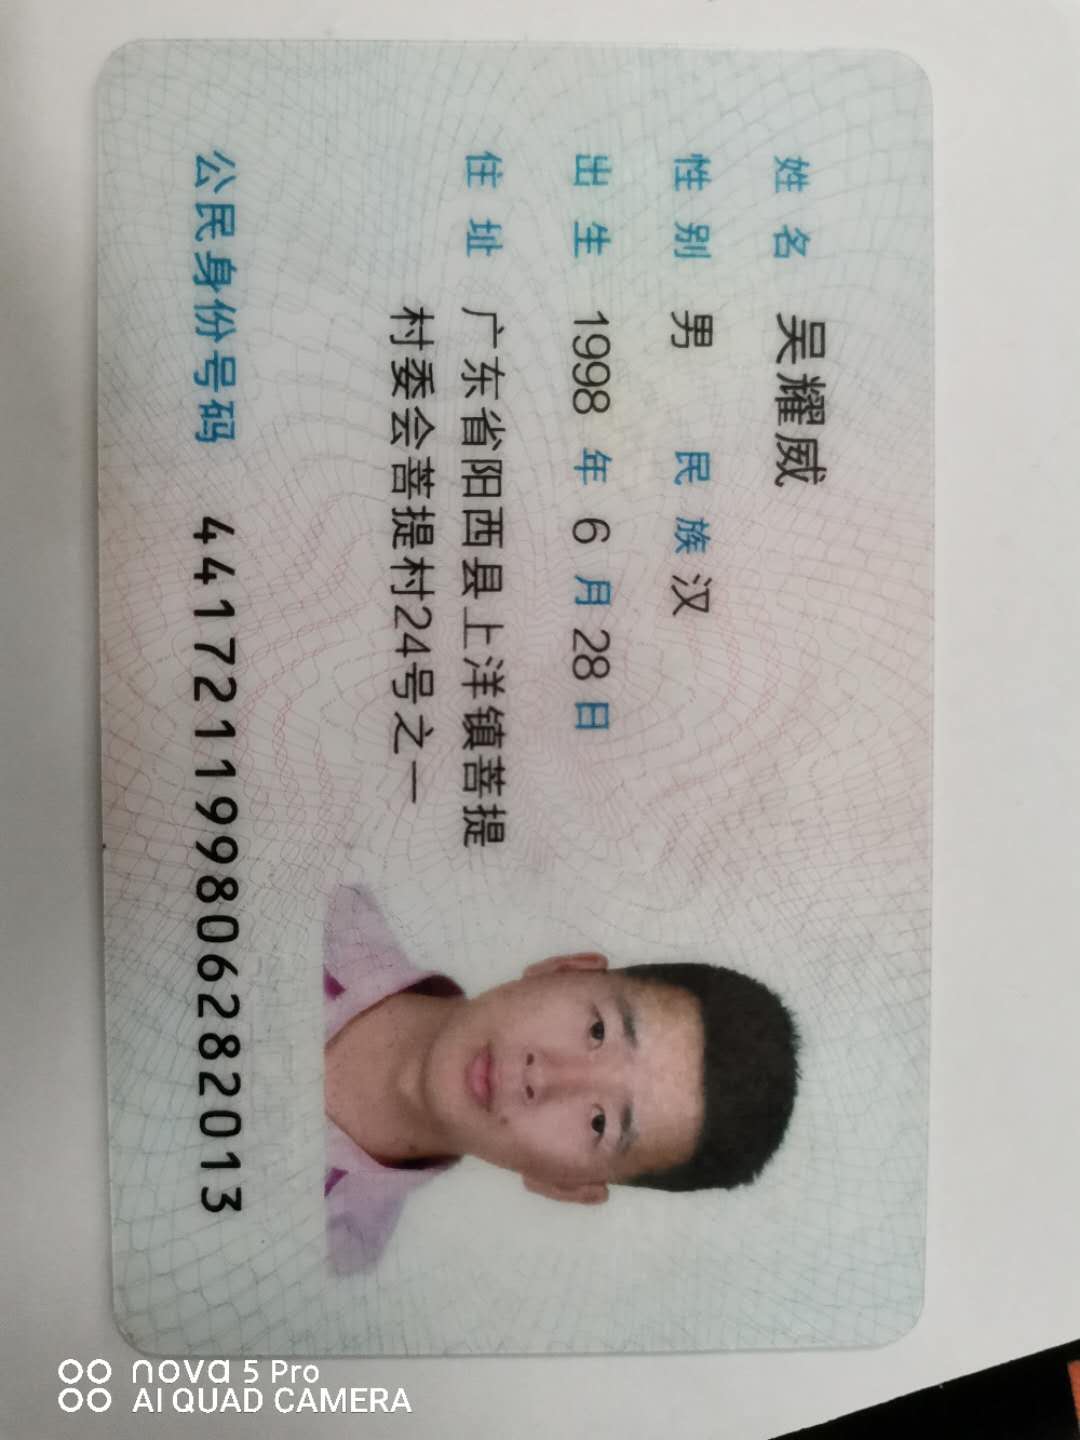 姓名 吴耀威
性别 男 民族 汉
出生 1998 年 6 月 28 日
住址 广东省阳西县上洋镇菩提
村委会菩提村24号之一
公民身份号码 441721199806282013
nova 5 Pro
AI QUAD CAMERA